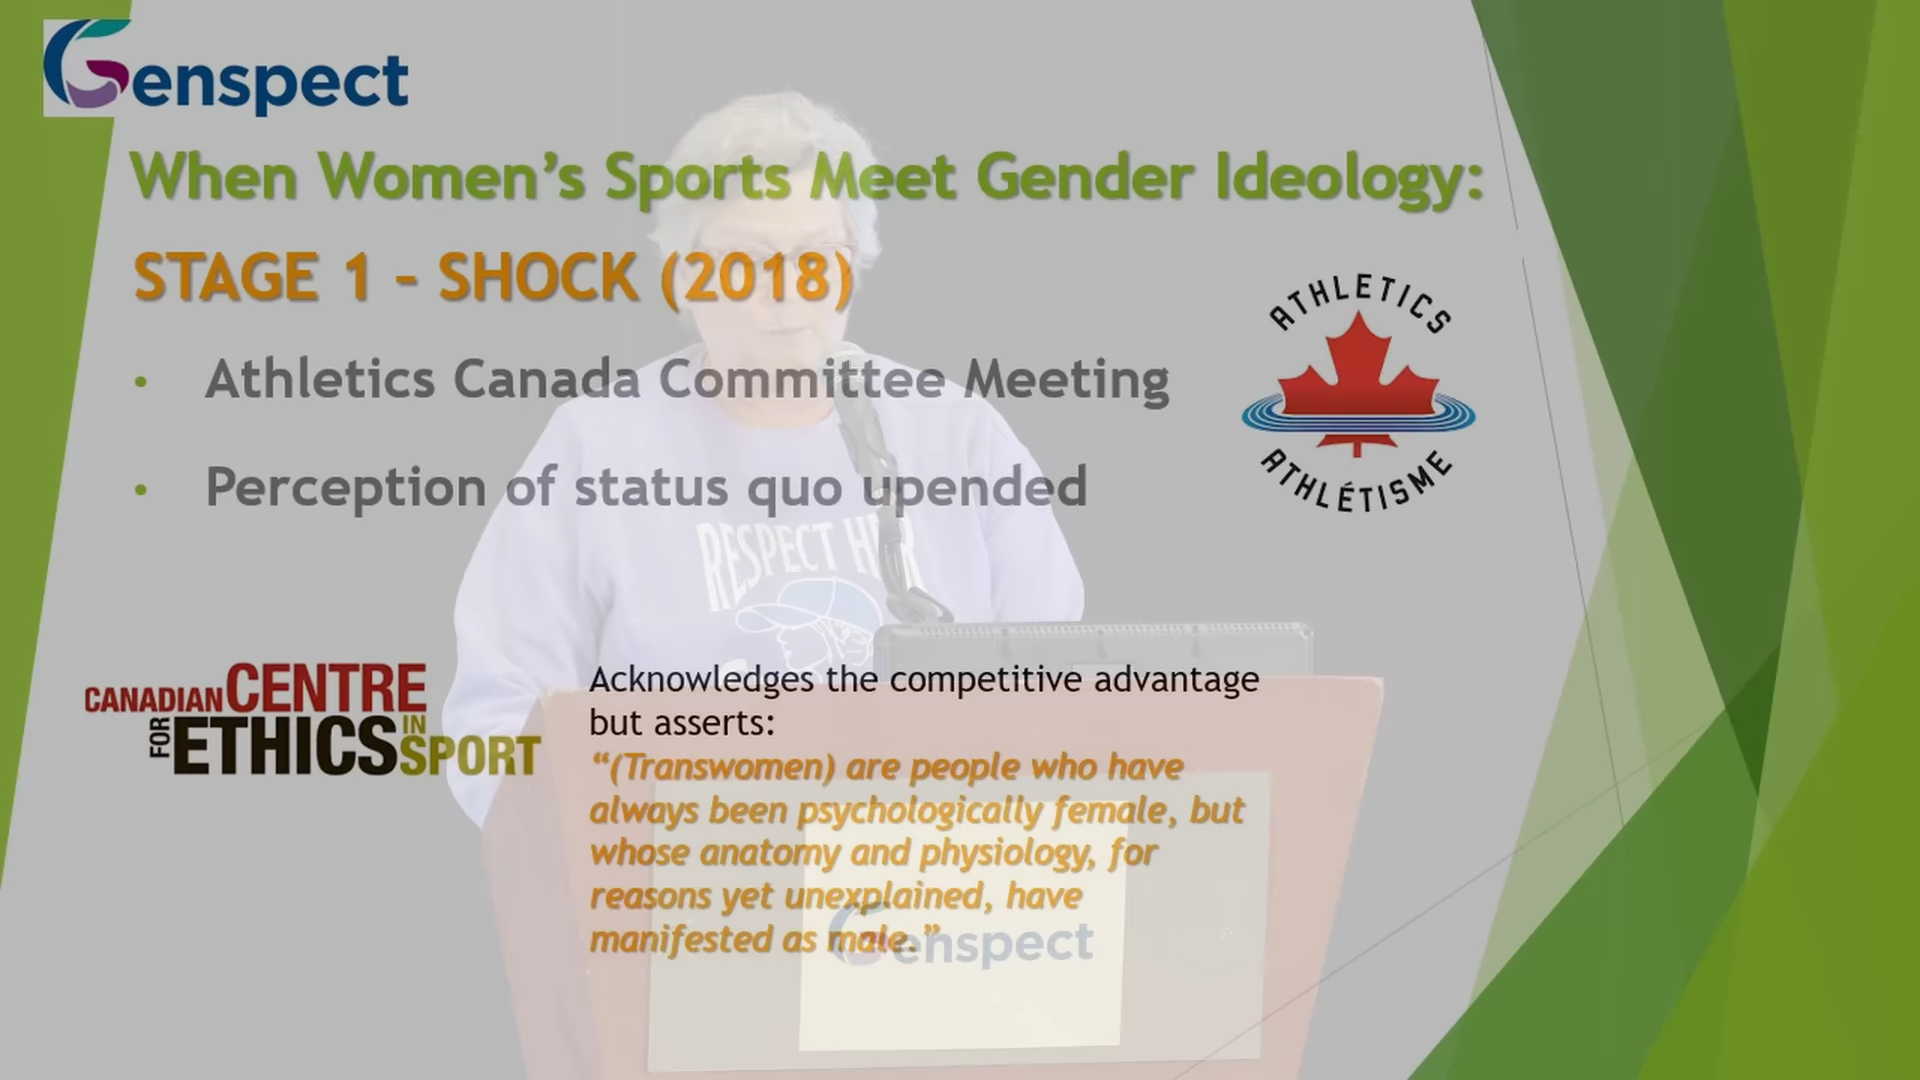 Genspect
When Women’s Sports Meet Gender Ideology:
STAGE 1 – SHOCK (2018)
• Athletics Canada Committee Meeting
• Perception of status quo upended
ATHLETICS
ATHLÉTISME
RESPECT HER
CANADIAN CENTRE
FOR ETHICS IN SPORT
Acknowledges the competitive advantage
but asserts:
“(Transwomen) are people who have
always been psychologically female, but
whose anatomy and physiology, for
reasons yet unexplained, have
manifested as male.”
Genspect